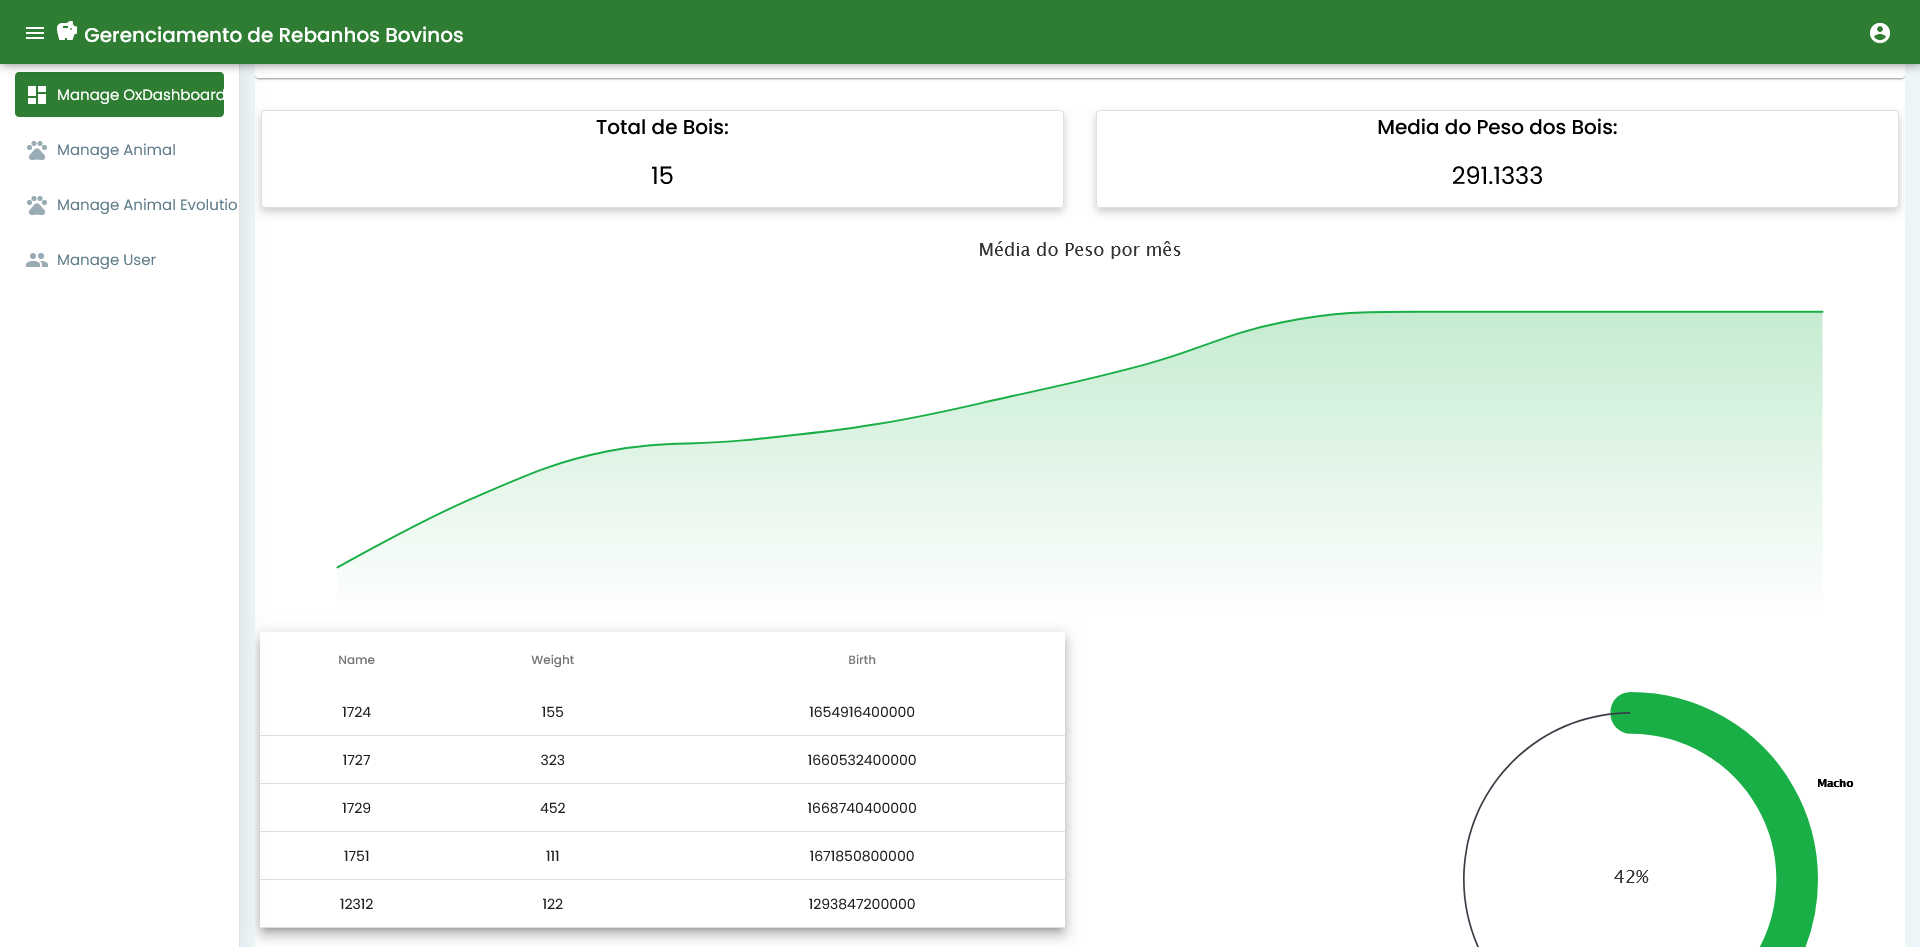 Gerenciamento de Rebanhos Bovinos
Manage OxDashboard
Manage Animal
Manage Animal Evolutio
Manage User
Total de Bois:
15
Media do Peso dos Bois:
291.1333
Média do Peso por mês
Name Weight Birth
1724 155 1654916400000
1727 323 1660532400000
1729 452 1668740400000
1751 111 1671850800000
12312 122 1293847200000
Macho
42%